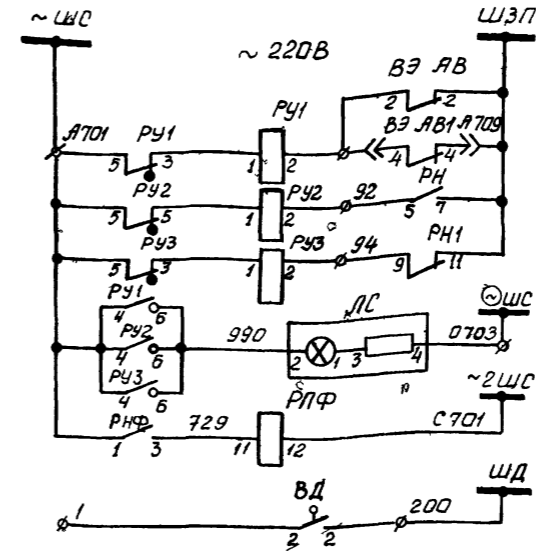 ~ШС ШЗП
~220В
ВЭ АВ
2 2
А701 РУ1 РУ1 ВЭ АВ1 А709
5 3 1 2 4 4
РУ2 РУ2 92 РН
5 5 1 2 5 7
РУ3 РУ3 94 РН1
5 3 1 2 9 11
РУ1
4 6
РУ2 990 ЛС 0703 ~ШС
4 6 2 1 3 4
РУ3
4 6
РНФ 729 РПФ С701 ~2ШС
1 3 11 12
1 ВД 200 ШД
2 2